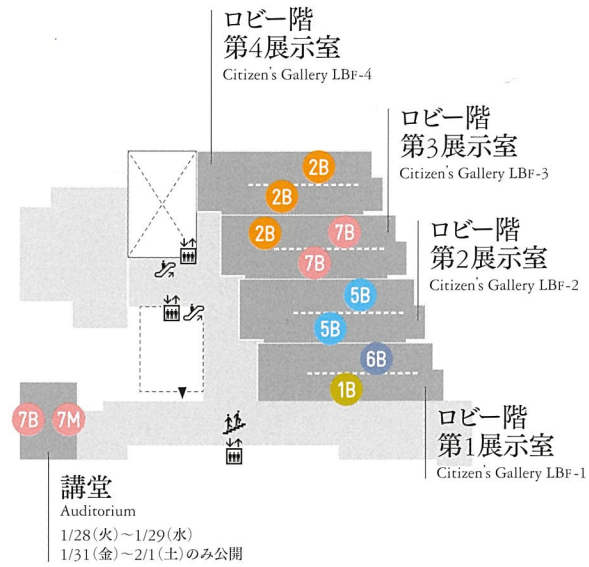 ロビー階
第4展示室
Citizen's Gallery LBF-4
ロビー階
第3展示室
Citizen's Gallery LBF-3
2B
2B
2B
7B
7B
ロビー階
第2展示室
Citizen's Gallery LBF-2
5B
5B
6B
1B
ロビー階
第1展示室
Citizen's Gallery LBF-1
7B
7M
講堂
Auditorium
1/28(火)～1/29(水)
1/31(金)～2/1(土)のみ公開